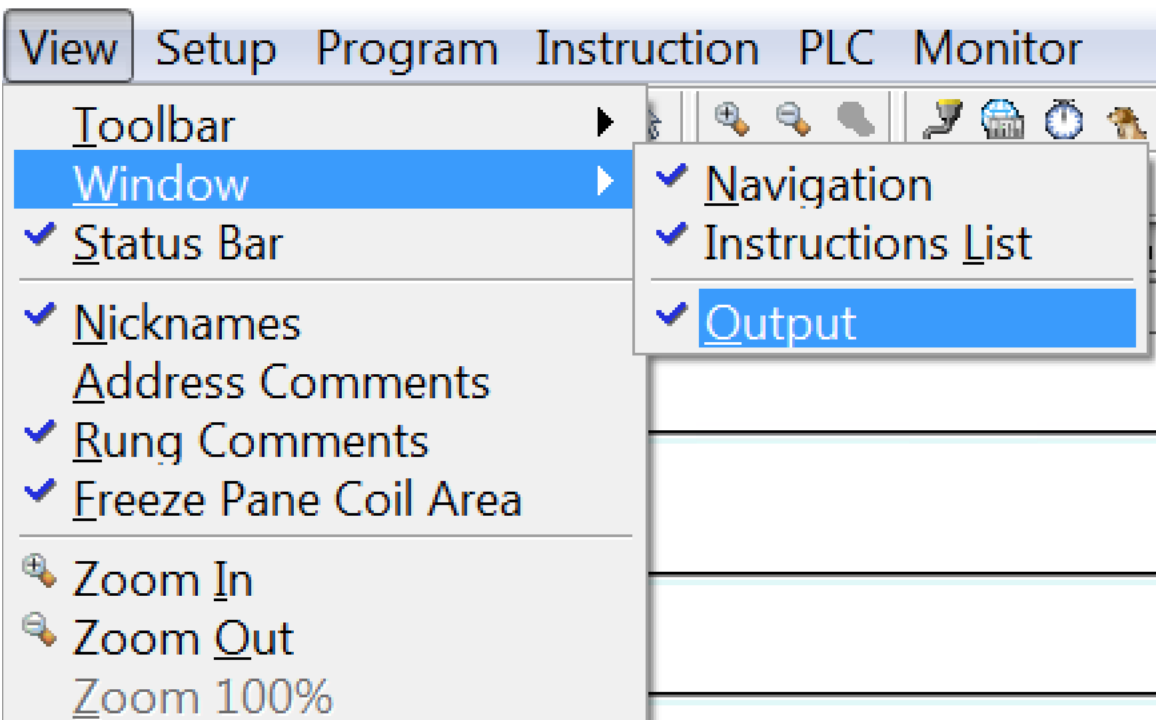 View Setup Program Instruction PLC Monitor
Toolbar
Window
Status Bar
Nicknames
Address Comments
Rung Comments
Freeze Pane Coil Area
Zoom In
Zoom Out
Zoom 100%
Navigation
Instructions List
Output